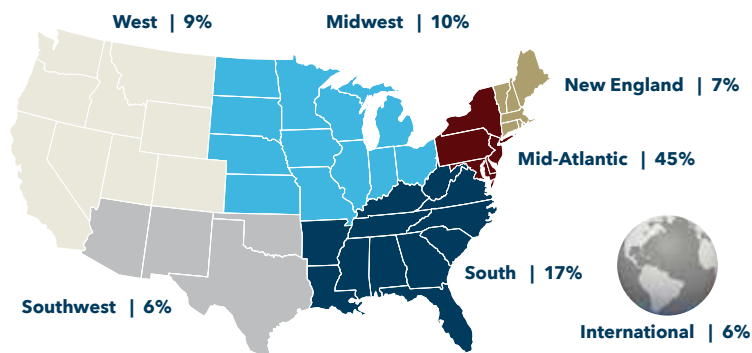 West | 9%
Midwest | 10%
New England | 7%
Mid-Atlantic | 45%
South | 17%
Southwest | 6%
International | 6%